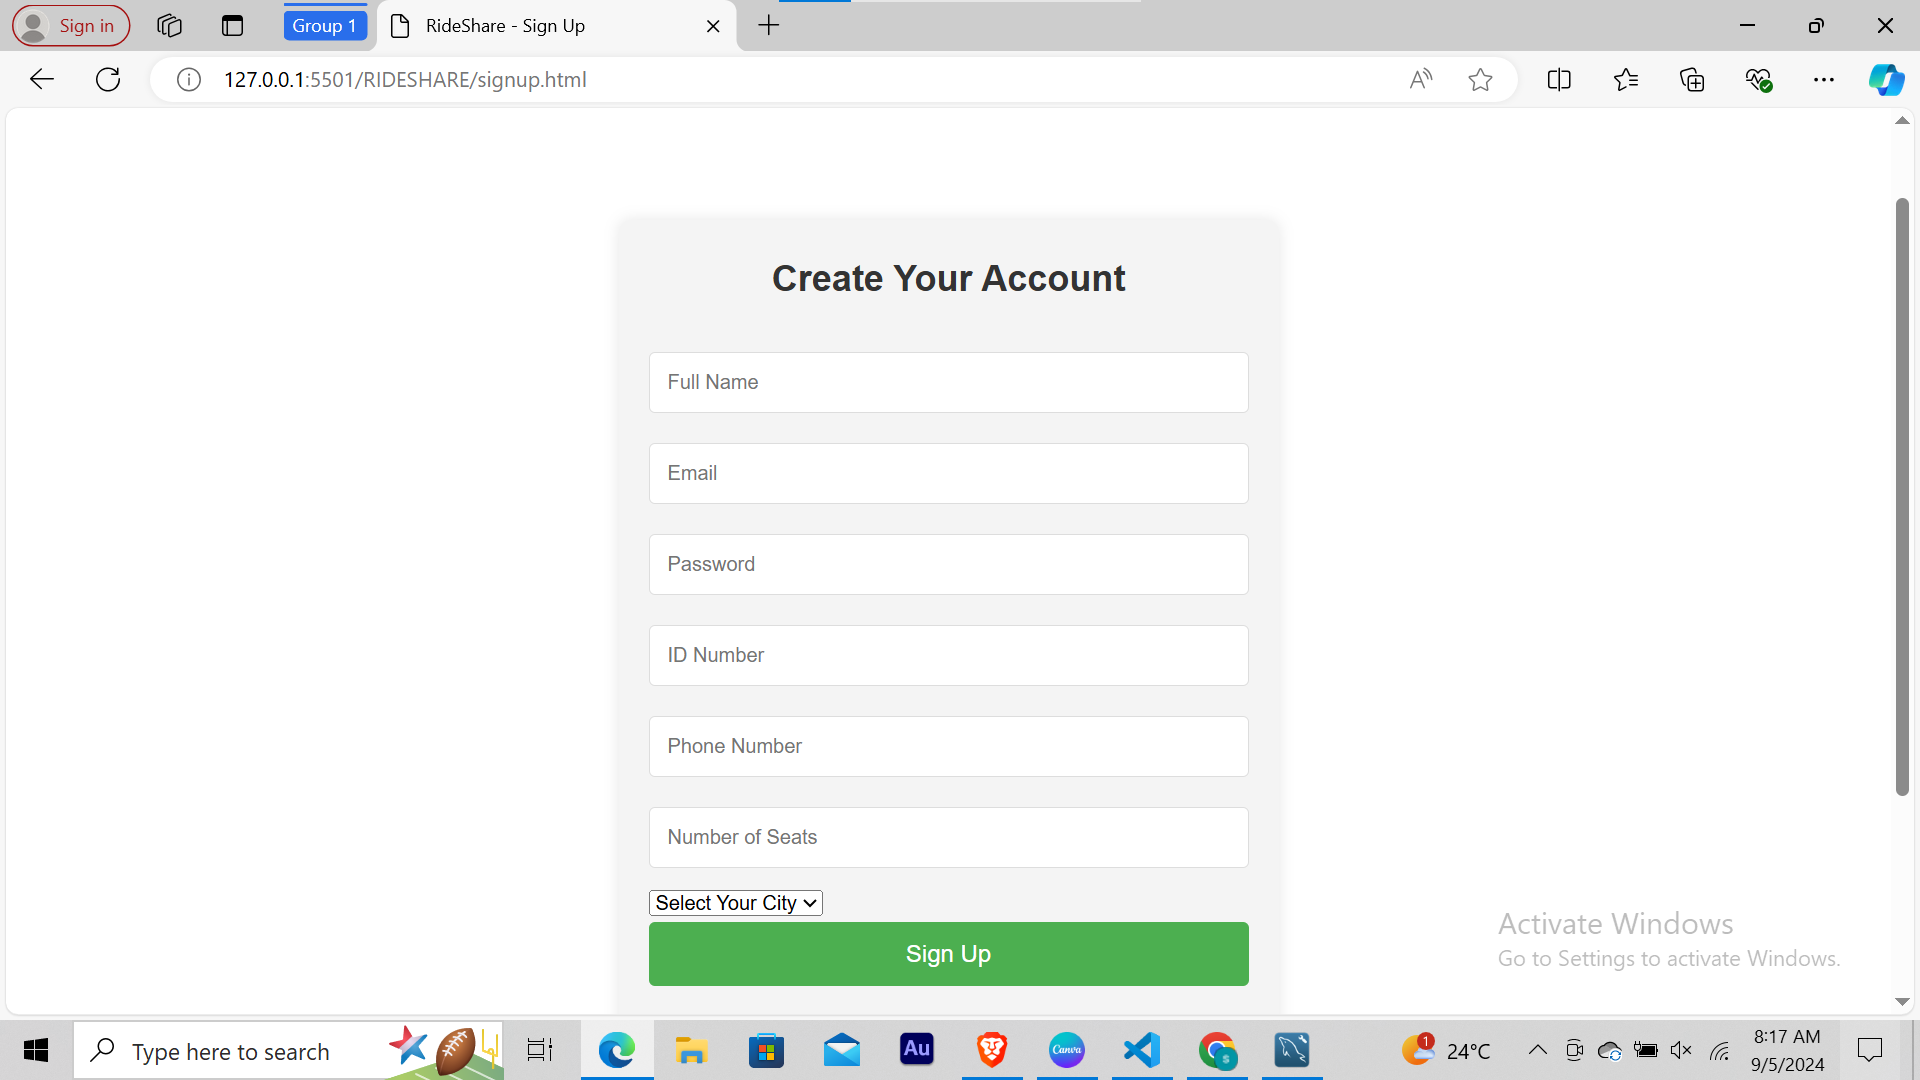 Sign in
Group 1
RideShare - Sign Up
127.0.0.1:5501/RIDESHARE/signup.html
Create Your Account
Full Name
Email
Password
ID Number
Phone Number
Number of Seats
Select Your City
Sign Up
Activate Windows
Go to Settings to activate Windows.
Type here to search
Au
Canva
$
1
24°C
8:17 AM
9/5/2024